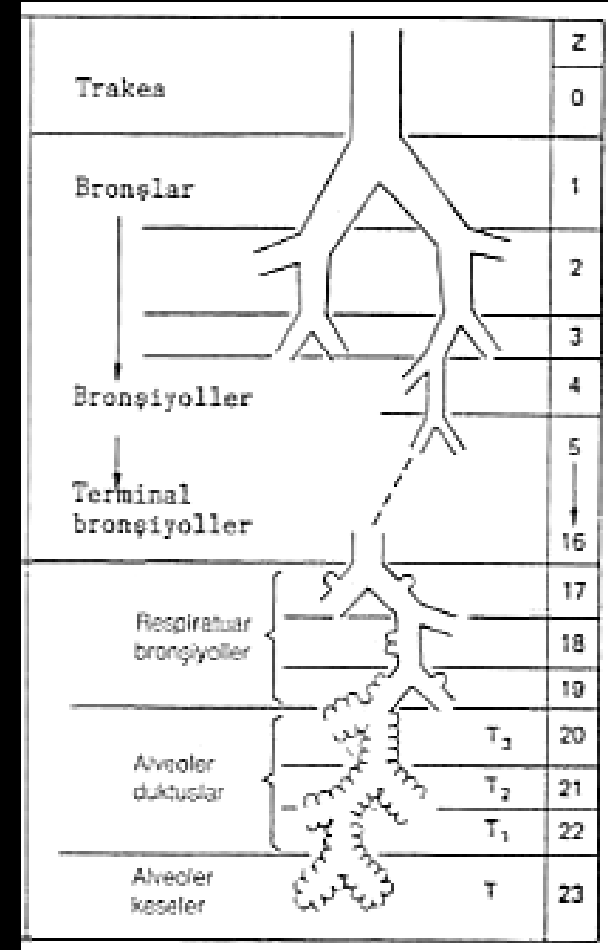 Z
Trakea
0
Bronşlar
1
2
3
Bronşiyoller
4
5
Terminal
bronşiyoller
16
17
Respiratuar
bronşiyoller
18
19
T3
20
Alveoler
duktuslar
T2
21
T1
22
Alveoler
keseler
T
23